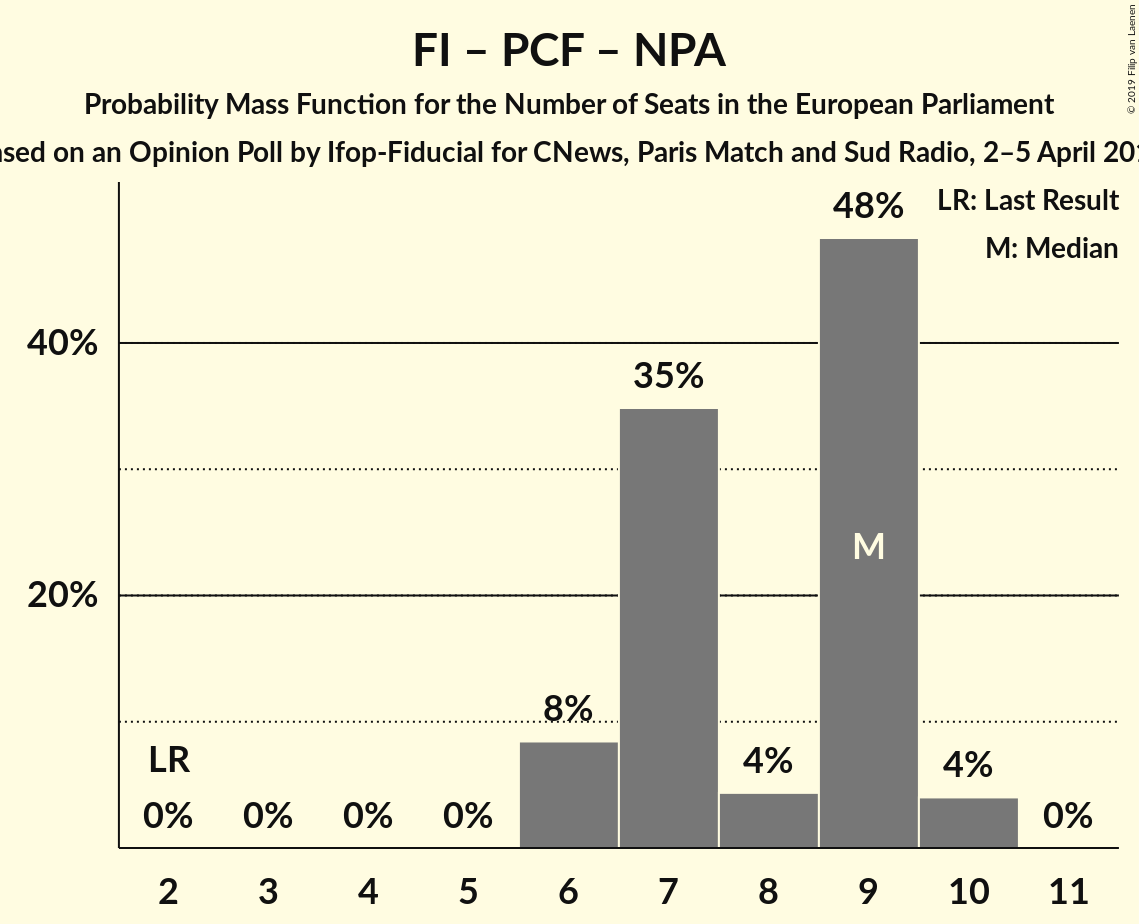 FI – PCF – NPA
Probability Mass Function for the Number of Seats in the European Parliament
on an Opinion Poll by Ifop-Fiducial for CNews, Paris Match and Sud Radio, 2–5 April
© 2019 Filip van Laenen
LR: Last Result
M: Median
48%
40%
35%
M
20%
8%
LR
4%
4%
0%
0%
0%
0%
0%
2
3
4
5
6
7
8
9
10
11